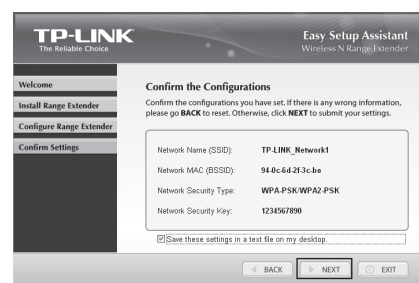 TP-LINK
The Reliable Choice
Easy Setup Assistant
Wireless N Range Extender
Welcome
Install Range Extender
Configure Range Extender
Confirm Settings
Confirm the Configurations
Confirm the configurations you have set. If there is any wrong information,
please go BACK to reset. Otherwise, click NEXT to submit your settings.
Network Name (SSID): TP-LINK_Network1
Network MAC (BSSID): 94-0c-6d-2f-3c-be
Network Security Type: WPA-PSK/WPA2-PSK
Network Security Key: 1234567890
Save these settings in a text file on my desktop.
BACK
NEXT
EXIT